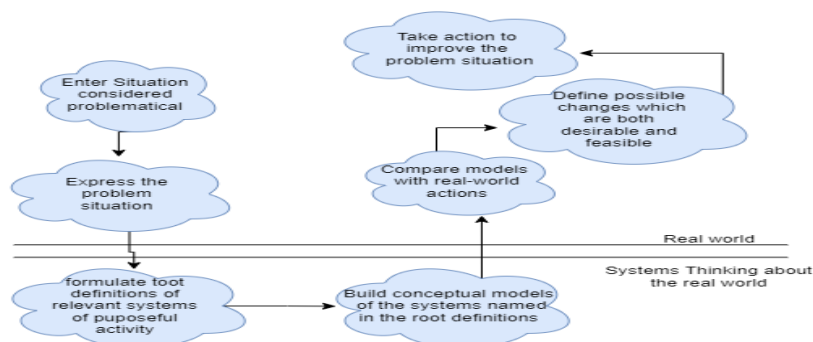 Enter Situation
considered
problematical
Express the
problem
situation
formulate toot
definitions of
relevant systems
of puposeful
activity
Build conceptual models
of the systems named
in the root definitions
Compare models
with real-world
actions
Define possible
changes which
are both
desirable and
feasible
Take action to
improve the
problem situation
Real world
Systems Thinking about
the real world